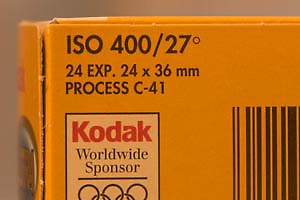 ISO 400/27°
24 EXP. 24 x 36 mm
PROCESS C-41
Kodak
Worldwide
Sponsor